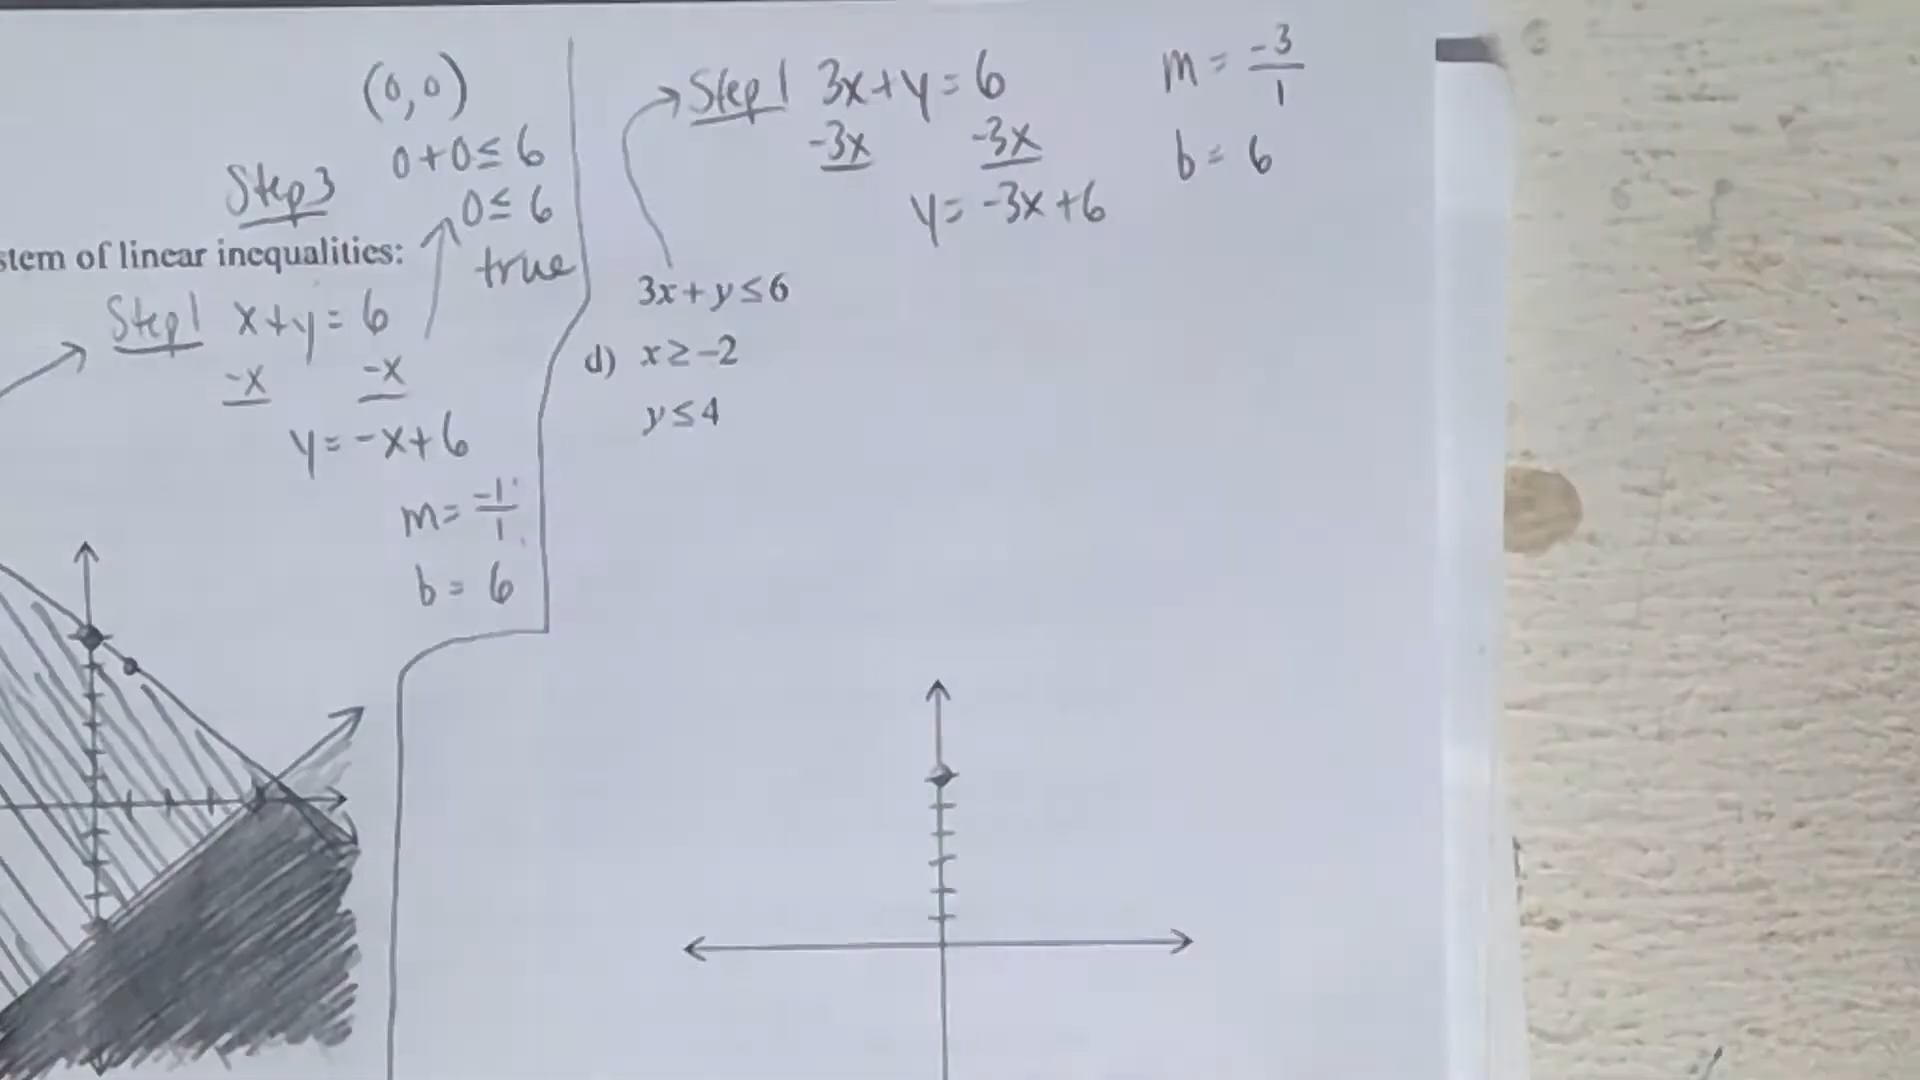 (0,0)
0+0≤6
Step 3
0≤6
true
stem of linear inequalities:
Step 1 x+y=6
-x -x
y=-x+6
m=-1/1
b=6
Step 1 3x+y=6
-3x -3x
y=-3x+6
m=-3/1
b=6
3x+y≤6
d) x≥-2
y≤4